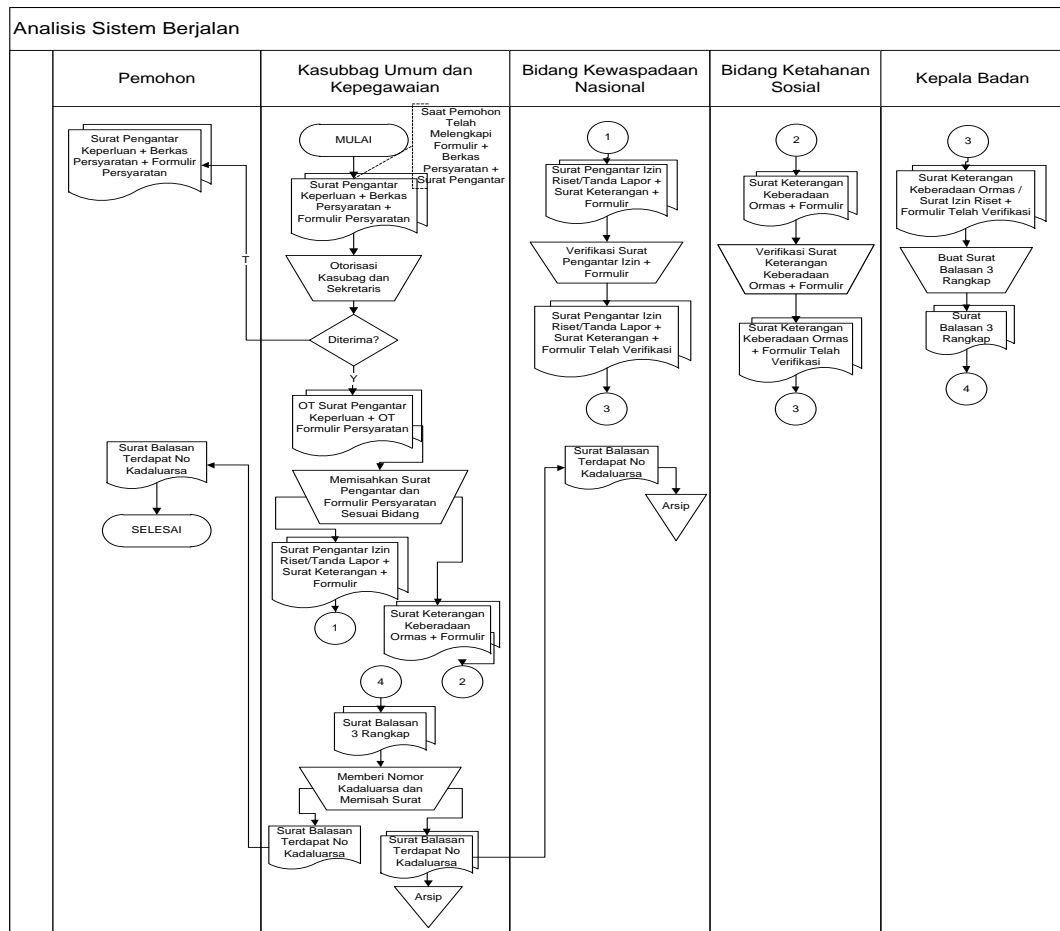 Analisis Sistem Berjalan
Pemohon
Kasubbag Umum dan
Kepegawaian
Bidang Kewaspadaan
Nasional
Bidang Ketahanan
Sosial
Kepala Badan
Surat Pengantar
Keperluan + Berkas
Persyaratan + Formulir
Persyaratan
T
Surat Balasan
Terdapat No
Kadaluarsa
SELESAI
MULAI
Saat Pemohon
Telah
Melengkapi
Formulir +
Berkas
Persyaratan +
Surat Pengantar
Surat Pengantar
Keperluan + Berkas
Persyaratan +
Formulir Persyaratan
Otorisasi
Kasubag dan
Sekretaris
Diterima?
Y
OT Surat Pengantar
Keperluan + OT
Formulir Persyaratan
Memisahkan Surat
Pengantar dan
Formulir Persyaratan
Sesuai Bidang
Surat Pengantar Izin
Riset/Tanda Lapor +
Surat Keterangan +
Formulir
1
Surat Keterangan
Keberadaan
Ormas + Formulir
2
4
Surat Balasan
3 Rangkap
Memberi Nomor
Kadaluarsa dan
Memisah Surat
Surat Balasan
Terdapat No
Kadaluarsa
Surat Balasan
Terdapat No
Kadaluarsa
Arsip
1
Surat Pengantar Izin
Riset/Tanda Lapor +
Surat Keterangan +
Formulir
Verifikasi Surat
Pengantar Izin +
Formulir
Surat Pengantar Izin
Riset/Tanda Lapor +
Surat Keterangan +
Formulir Telah Verifikasi
3
Surat Balasan
Terdapat No
Kadaluarsa
Arsip
2
Surat Keterangan
Keberadaan
Ormas + Formulir
Verifikasi Surat
Keterangan
Keberadaan
Ormas + Formulir
Surat Keterangan
Keberadaan Ormas
+ Formulir Telah
Verifikasi
3
3
Surat Keterangan
Keberadaan Ormas /
Surat Izin Riset +
Formulir Telah Verifikasi
Buat Surat
Balasan 3
Rangkap
Surat
Balasan 3
Rangkap
4